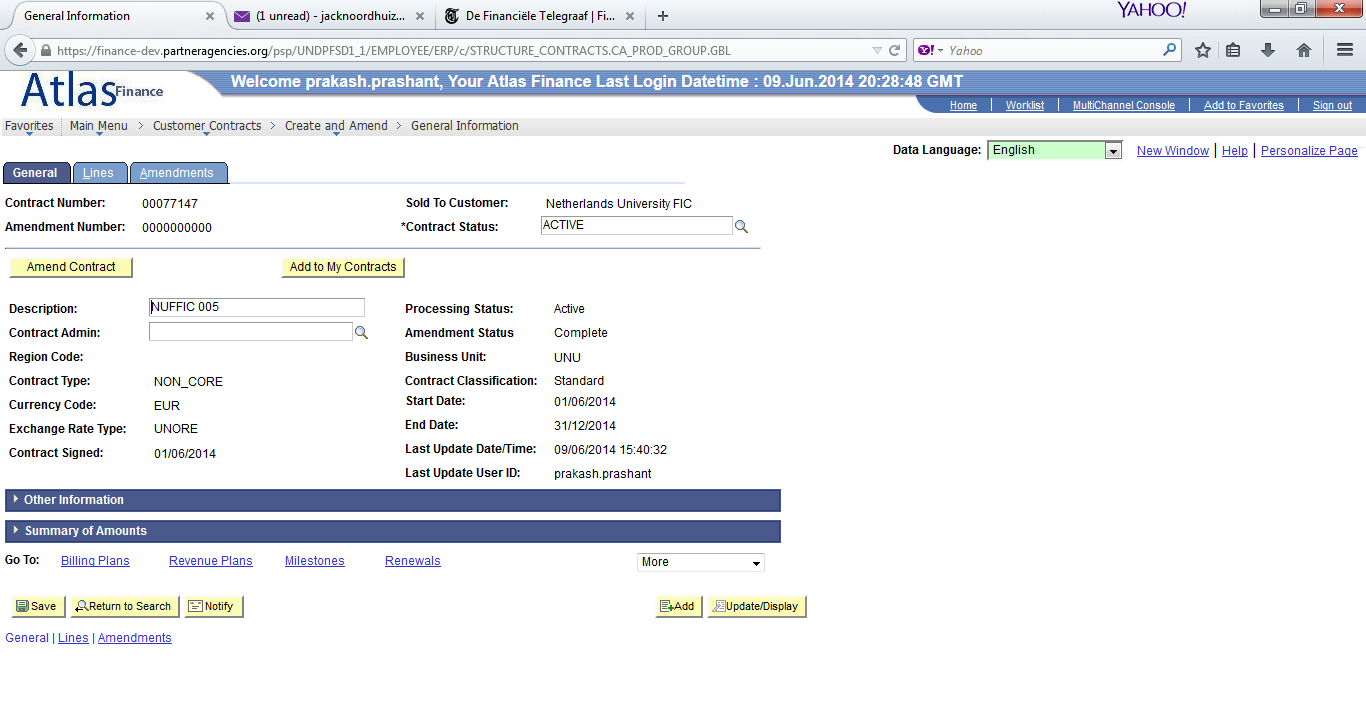 YAHOO!
General Information × (1 unread) - jacknoordhuiz... × De Financiële Telegraaf | Fi... × +
https://finance-dev.partneragencies.org/psp/UNDPFSD1_1/EMPLOYEE/ERP/c/STRUCTURE_CONTRACTS.CA_PROD_GROUP.GBL Y! Yahoo
Atlas Finance Welcome prakash.prashant, Your Atlas Finance Last Login Datetime : 09.Jun.2014 20:28:48 GMT
Home | Worklist | MultiChannel Console | Add to Favorites | Sign out
Favorites Main Menu > Customer Contracts > Create and Amend > General Information
Data Language: English New Window | Help | Personalize Page
General Lines Amendments
Contract Number: 00077147 Sold To Customer: Netherlands University FIC
Amendment Number: 0000000000 *Contract Status: ACTIVE
Amend Contract Add to My Contracts
Description: NUFFIC 005 Processing Status: Active
Contract Admin: Amendment Status Complete
Region Code: Business Unit: UNU
Contract Type: NON_CORE Contract Classification: Standard
Currency Code: EUR Start Date: 01/06/2014
Exchange Rate Type: UNORE End Date: 31/12/2014
Contract Signed: 01/06/2014 Last Update Date/Time: 09/06/2014 15:40:32
Last Update User ID: prakash.prashant
Other Information
Summary of Amounts
Go To: Billing Plans Revenue Plans Milestones Renewals More
Save Return to Search Notify Add Update/Display
General | Lines | Amendments